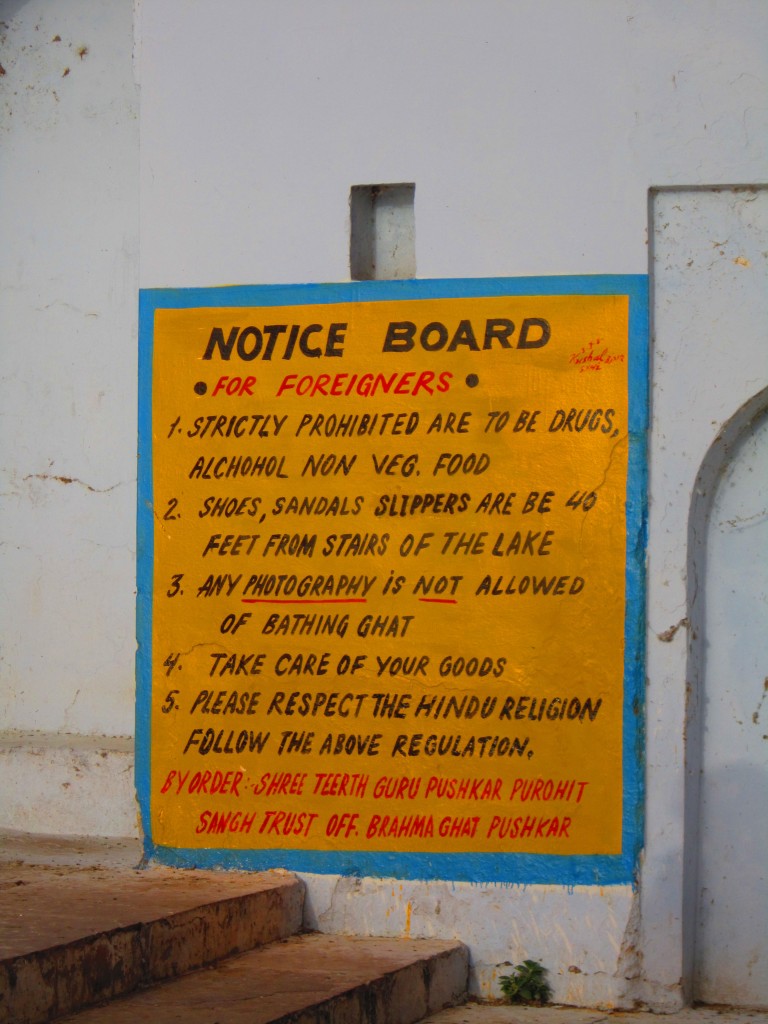 NOTICE BOARD
• FOR FOREIGNERS •
1. STRICTLY PROHIBITED ARE TO BE DRUGS,
ALCHOHOL NON VEG. FOOD
2. SHOES, SANDALS SLIPPERS ARE BE 40
FEET FROM STAIRS OF THE LAKE
3. ANY PHOTOGRAPHY iS NOT ALLOWED
OF BATHING GHAT
4. TAKE CARE OF YOUR GOODS
5. PLEASE RESPECT THE HINDU RELIGION
FOLLOW THE ABOVE REGULATION.
BY ORDER:- SHREE TEERTH GURU PUSHKAR PUROHIT
SANGH TRUST OFF. BRAHMA GHAT PUSHKAR